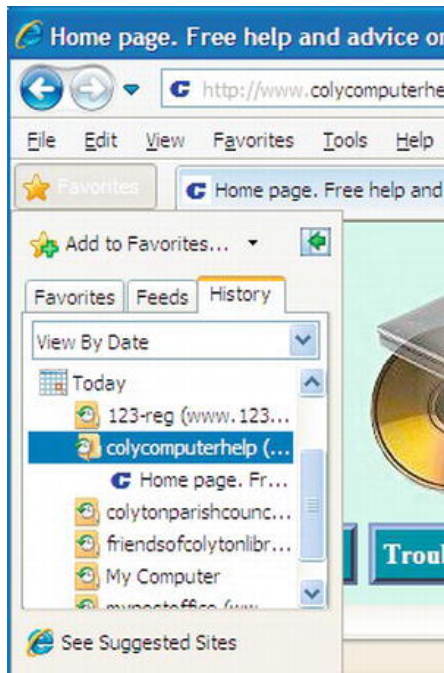 Home page. Free help and advice o
http://www.colycomputerhe
File Edit View Favorites Tools Help
Favorites Home page. Free help and
Add to Favorites...
Favorites Feeds History
View By Date
Today
123-reg (www.123...
colycomputerhelp (...
Home page. Fr...
colytonparishcounc...
friendsofcolytonlibr...
My Computer
mypostoffice (ww...
Troul
See Suggested Sites